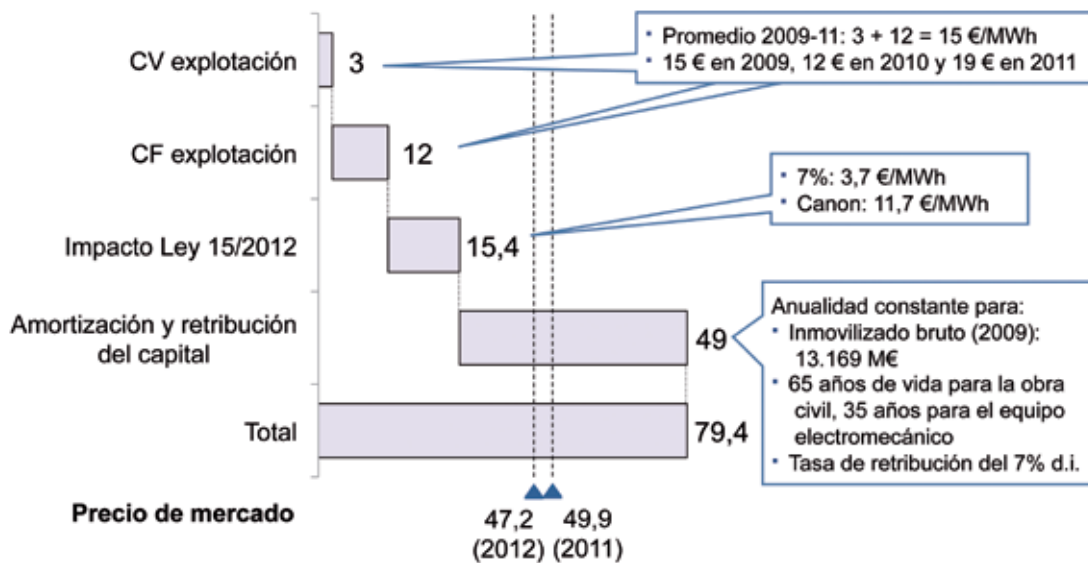 CV explotación
3
• Promedio 2009-11: 3 + 12 = 15 €/MWh
• 15 € en 2009, 12 € en 2010 y 19 € en 2011
CF explotación
12
• 7%: 3,7 €/MWh
• Canon: 11,7 €/MWh
Impacto Ley 15/2012
15,4
Amortización y retribución
del capital
49
Anualidad constante para:
• Inmovilizado bruto (2009):
13.169 M€
• 65 años de vida para la obra
civil, 35 años para el equipo
electromecánico
• Tasa de retribución del 7% d.i.
Total
79,4
Precio de mercado
47,2
(2012)
49,9
(2011)